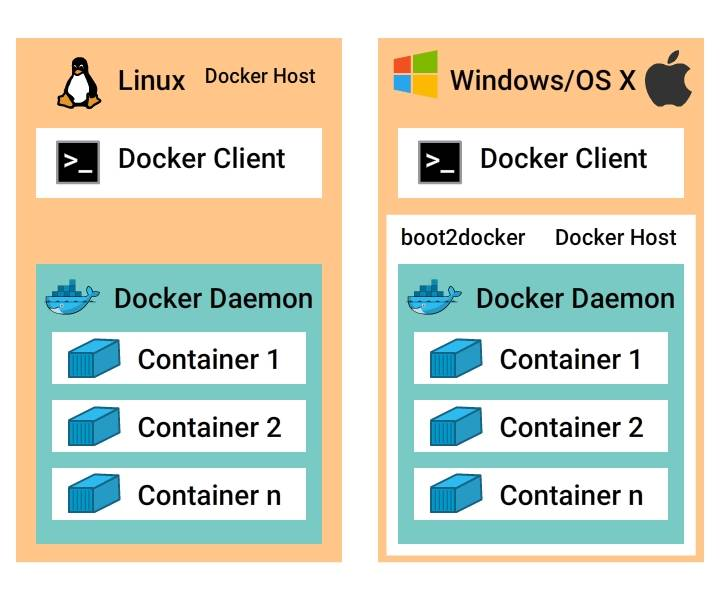 Linux Docker Host
>_ Docker Client
Docker Daemon
Container 1
Container 2
Container n
Windows/OS X
>_ Docker Client
boot2docker Docker Host
Docker Daemon
Container 1
Container 2
Container n